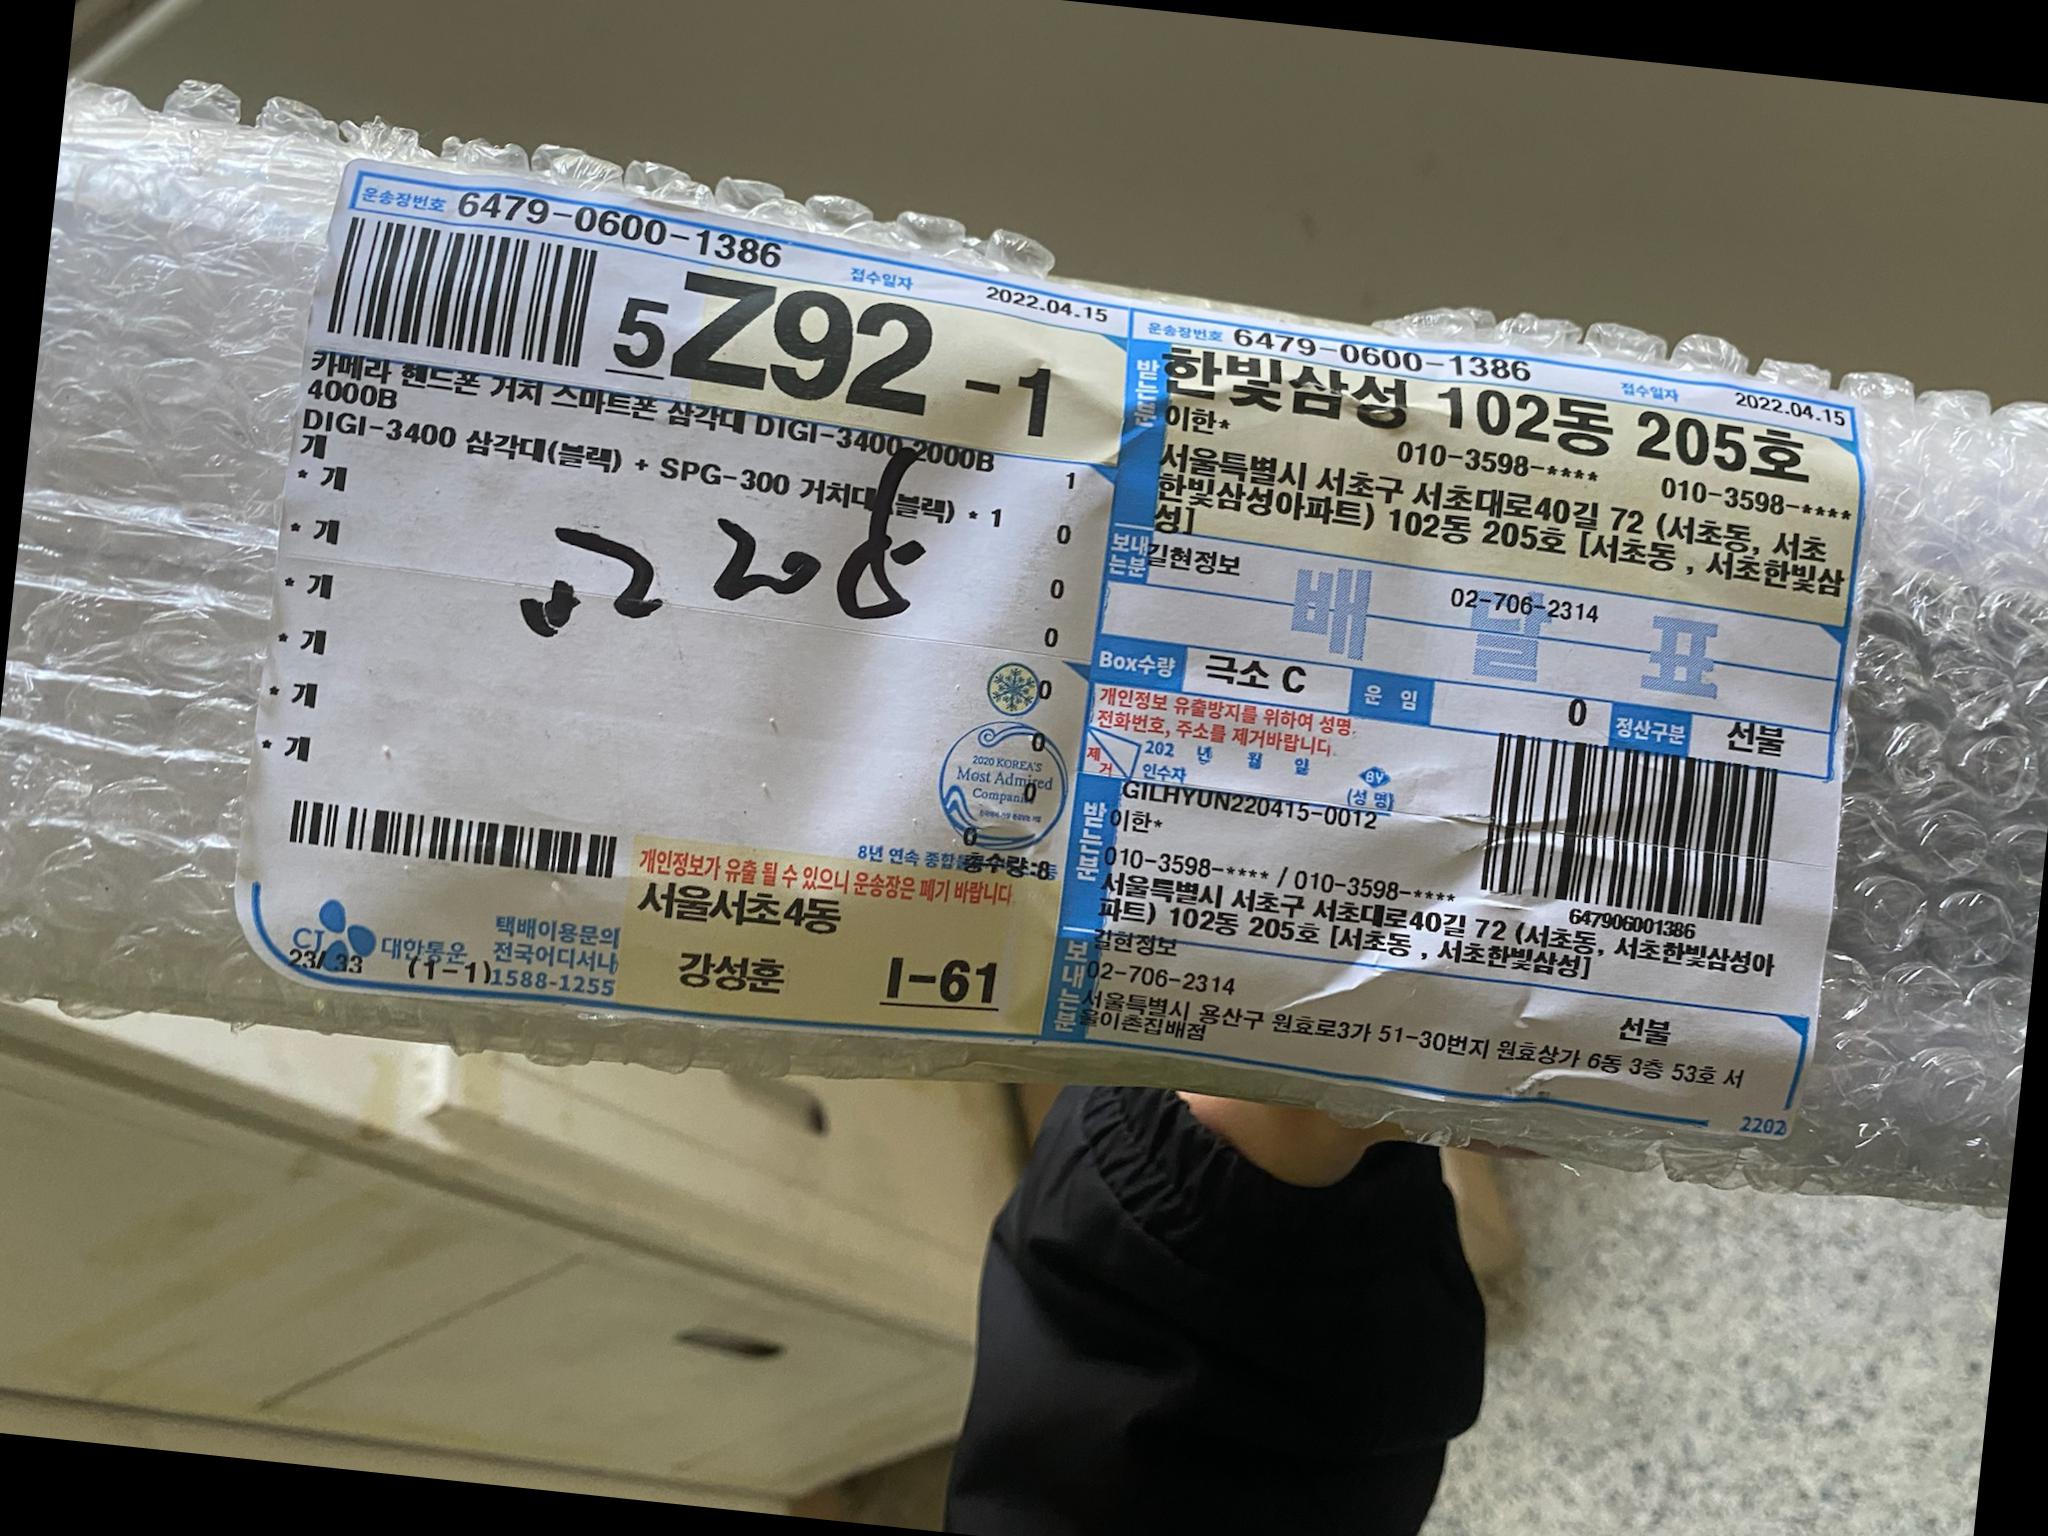 운송장번호 6479-0600-1386
접수일자 2022.04.15
5Z92-1
카메라 핸드폰 거치 스마트폰 삼각대 DIGI-3400 2000B
4000B
DIGI-3400 삼각대(블랙) + SPG-300 거치대(블랙) * 1
개 1
* 개 0
* 개 0
* 개 0
* 개 0
* 개 0
* 개 0
0
2020 KOREA'S
Most Admired
Companies
8년 연속
총수량:8
개인정보가 유출 될 수 있으니 운송장은 폐기 바랍니다
서울서초4동
강성훈
I-61
CJ 대한통운
23/ 33 (1-1)
택배이용문의
전국어디서나
1588-1255
운송장번호 6479-0600-1386
접수일자 2022.04.15
받는분
한빛삼성 102동 205호
이한*
010-3598-**** 010-3598-****
서울특별시 서초구 서초대로40길 72 (서초동, 서초
한빛삼성아파트) 102동 205호 [서초동 , 서초한빛삼
성]
보내는분
길현정보
02-706-2314
배달표
Box수량 극소 C 운임 0 정산구분 선불
개인정보 유출방지를 위하여 성명,
전화번호, 주소를 제거바랍니다.
제거
202 년 월 일
인수자 BY (성명)
GILHYUN220415-0012
받는분
이한*
010-3598-**** / 010-3598-****
서울특별시 서초구 서초대로40길 72 (서초동, 서초한빛삼성아
파트) 102동 205호 [서초동 , 서초한빛삼성]
647906001386
보내는분
길현정보
02-706-2314
선불
서울특별시 용산구 원효로3가 51-30번지 원효상가 6동 3층 53호 서
울이촌집배점
2202